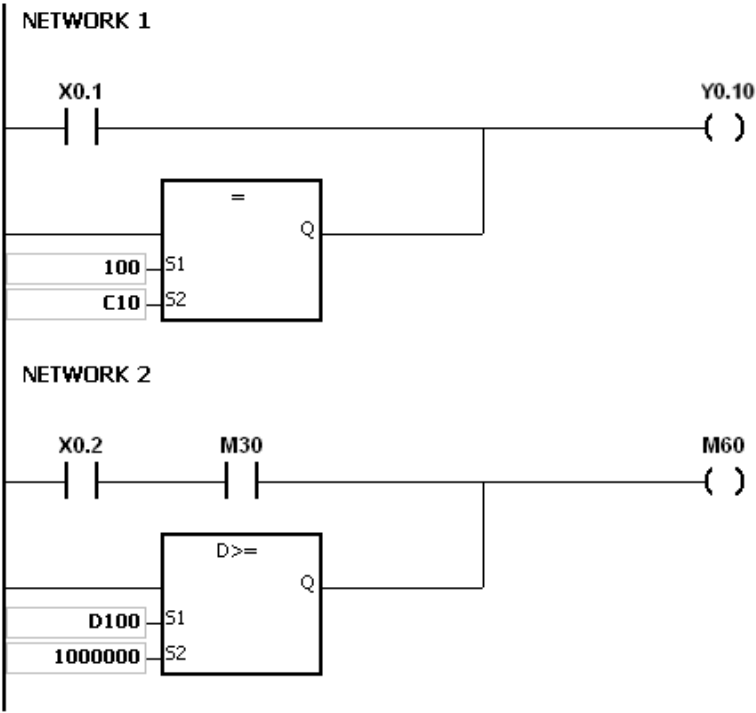 NETWORK 1
X0.1 Y0.10
=
Q
100 S1
C10 S2
NETWORK 2
X0.2 M30 M60
D>=
Q
D100 S1
1000000 S2